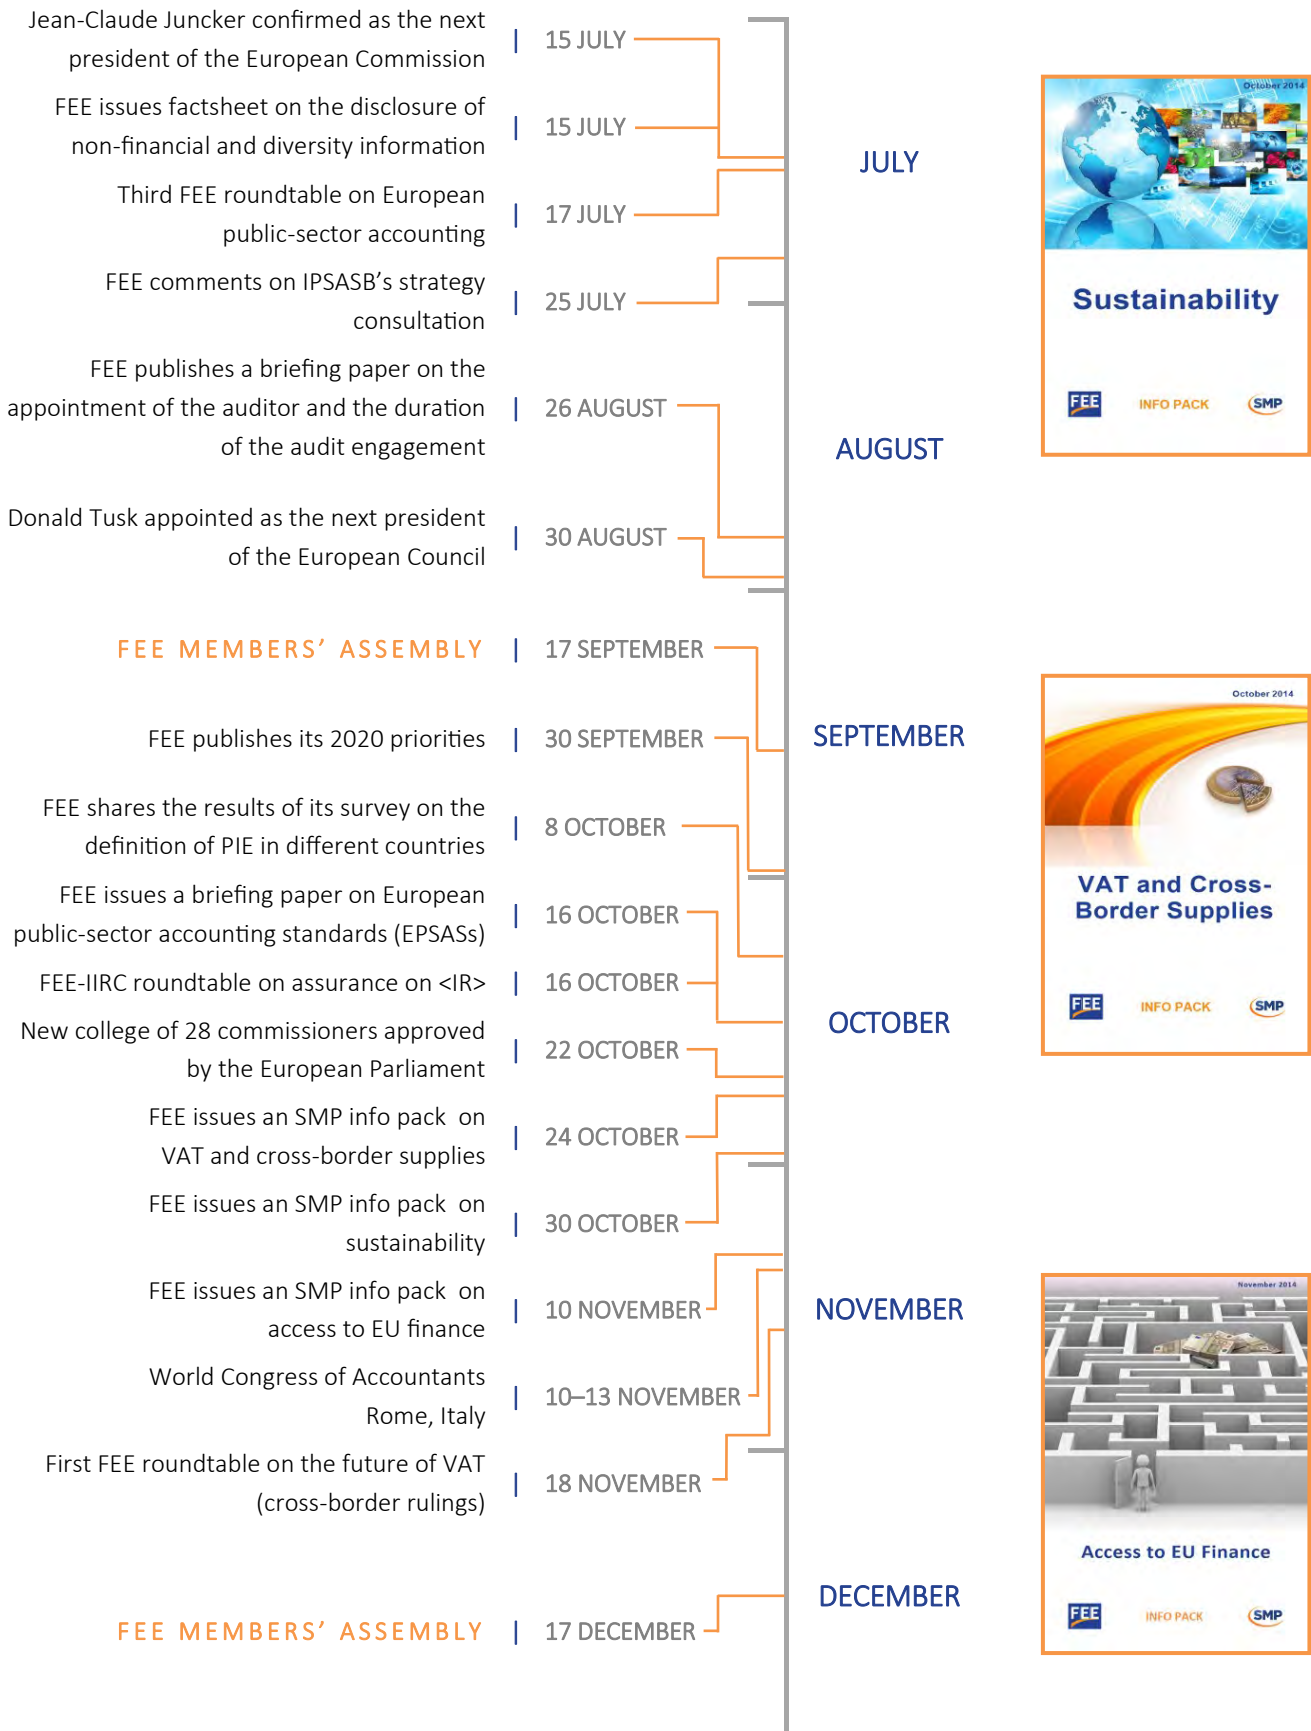 Jean-Claude Juncker confirmed as the next
president of the European Commission
| 15 JULY
FEE issues factsheet on the disclosure of
non-financial and diversity information
| 15 JULY
Third FEE roundtable on European
public-sector accounting
| 17 JULY
FEE comments on IPSASB’s strategy
consultation
| 25 JULY
JULY
FEE publishes a briefing paper on the
appointment of the auditor and the duration
of the audit engagement
| 26 AUGUST
Donald Tusk appointed as the next president
of the European Council
| 30 AUGUST
AUGUST
FEE MEMBERS’ ASSEMBLY
| 17 SEPTEMBER
FEE publishes its 2020 priorities
| 30 SEPTEMBER
SEPTEMBER
FEE shares the results of its survey on the
definition of PIE in different countries
| 8 OCTOBER
FEE issues a briefing paper on European
public-sector accounting standards (EPSASs)
| 16 OCTOBER
FEE-IIRC roundtable on assurance on <IR>
| 16 OCTOBER
New college of 28 commissioners approved
by the European Parliament
| 22 OCTOBER
FEE issues an SMP info pack on
VAT and cross-border supplies
| 24 OCTOBER
FEE issues an SMP info pack on
sustainability
| 30 OCTOBER
OCTOBER
FEE issues an SMP info pack on
access to EU finance
| 10 NOVEMBER
World Congress of Accountants
Rome, Italy
| 10–13 NOVEMBER
First FEE roundtable on the future of VAT
(cross-border rulings)
| 18 NOVEMBER
NOVEMBER
FEE MEMBERS’ ASSEMBLY
| 17 DECEMBER
DECEMBER
October 2014
Sustainability
FEE
INFO PACK
SMP
October 2014
VAT and Cross-
Border Supplies
FEE
INFO PACK
SMP
November 2014
Access to EU Finance
FEE
INFO PACK
SMP